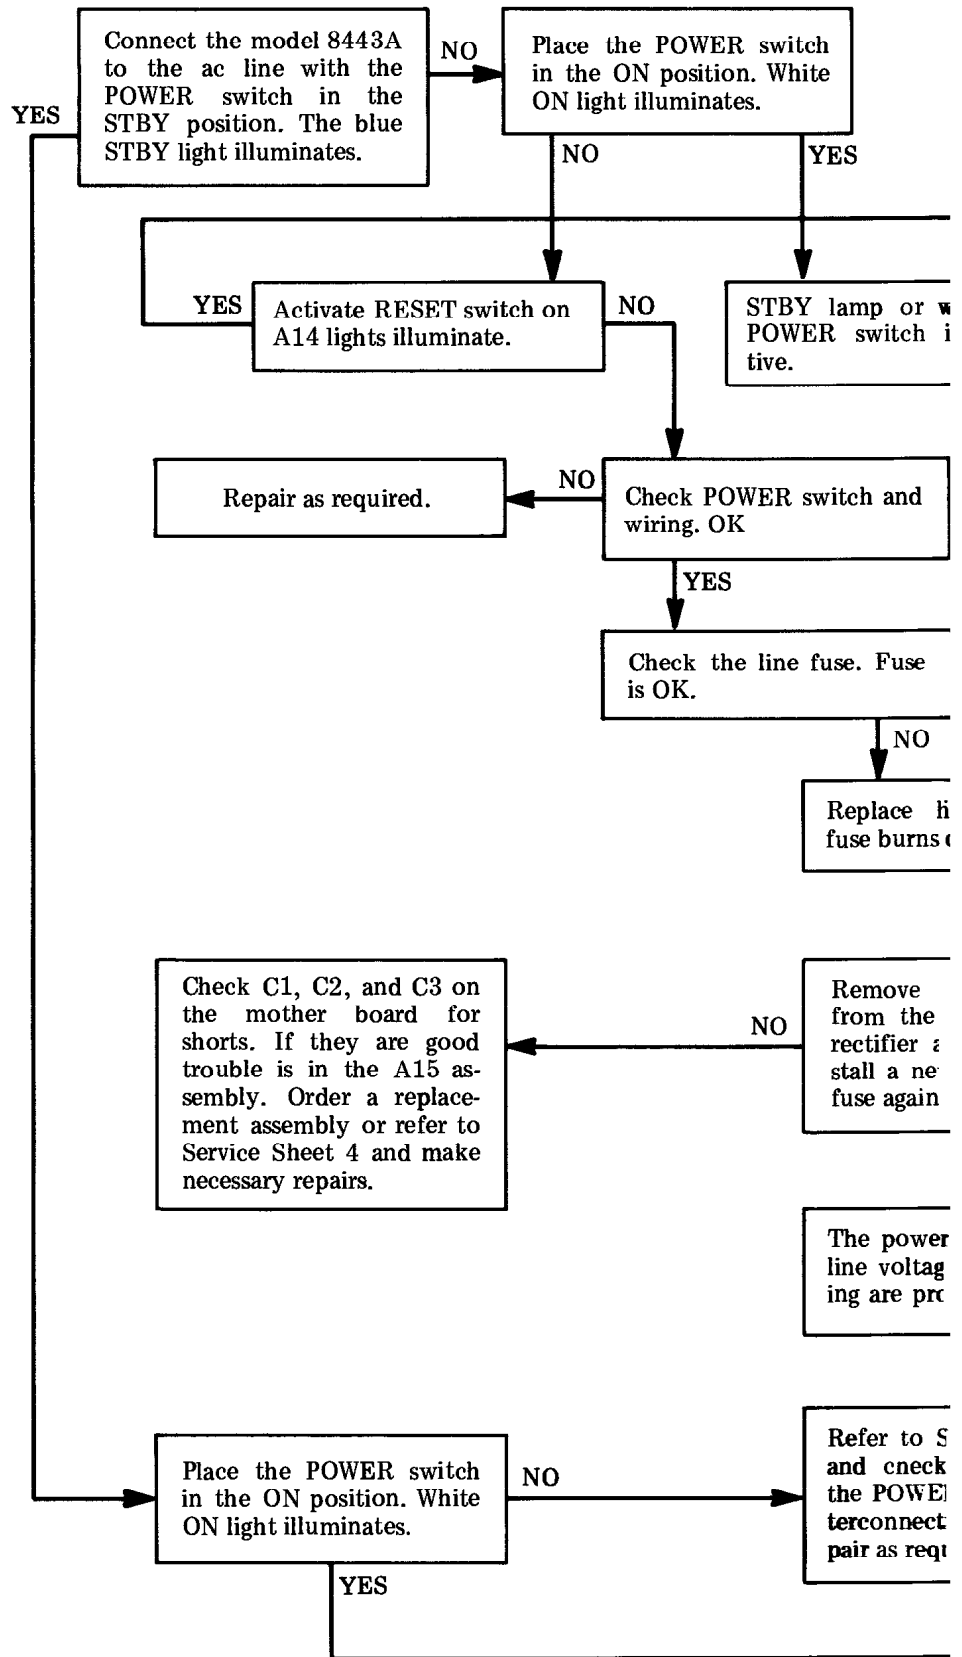 Connect the model 8443A
to the ac line with the
POWER switch in the
STBY position. The blue
STBY light illuminates.
NO
Place the POWER switch
in the ON position. White
ON light illuminates.
YES
NO
YES
YES
Activate RESET switch on
A14 lights illuminate.
NO
STBY lamp or
POWER switch
tive.
Repair as required.
NO
Check POWER switch and
wiring. OK
YES
Check the line fuse. Fuse
is OK.
NO
Replace
fuse burns
Check C1, C2, and C3 on
the mother board for
shorts. If they are good
trouble is in the A15 as-
sembly. Order a replace-
ment assembly or refer to
Service Sheet 4 and make
necessary repairs.
NO
Remove
from the
rectifier
stall a
fuse again
The power
line voltag
ing are
Place the POWER switch
in the ON position. White
ON light illuminates.
NO
Refer to
and cneck
the POWE
terconnect
pair as
YES